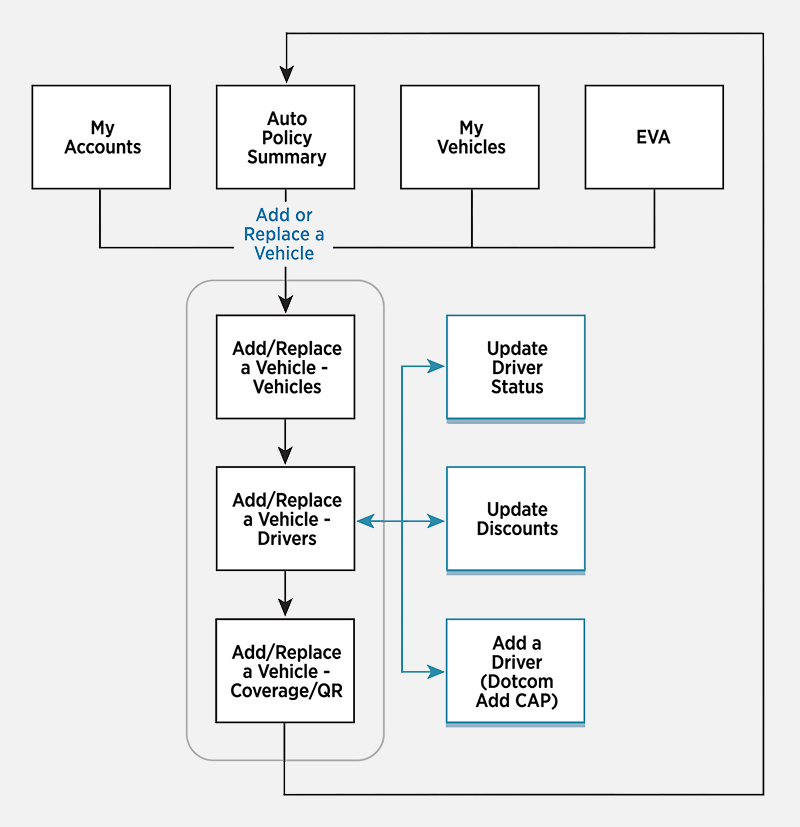 My
Accounts
Auto
Policy
Summary
My
Vehicles
EVA
Add or
Replace a
Vehicle
Add/Replace
a Vehicle -
Vehicles
Update
Driver
Status
Add/Replace
a Vehicle -
Drivers
Update
Discounts
Add/Replace
a Vehicle -
Coverage/QR
Add a
Driver
(Dotcom
Add CAP)